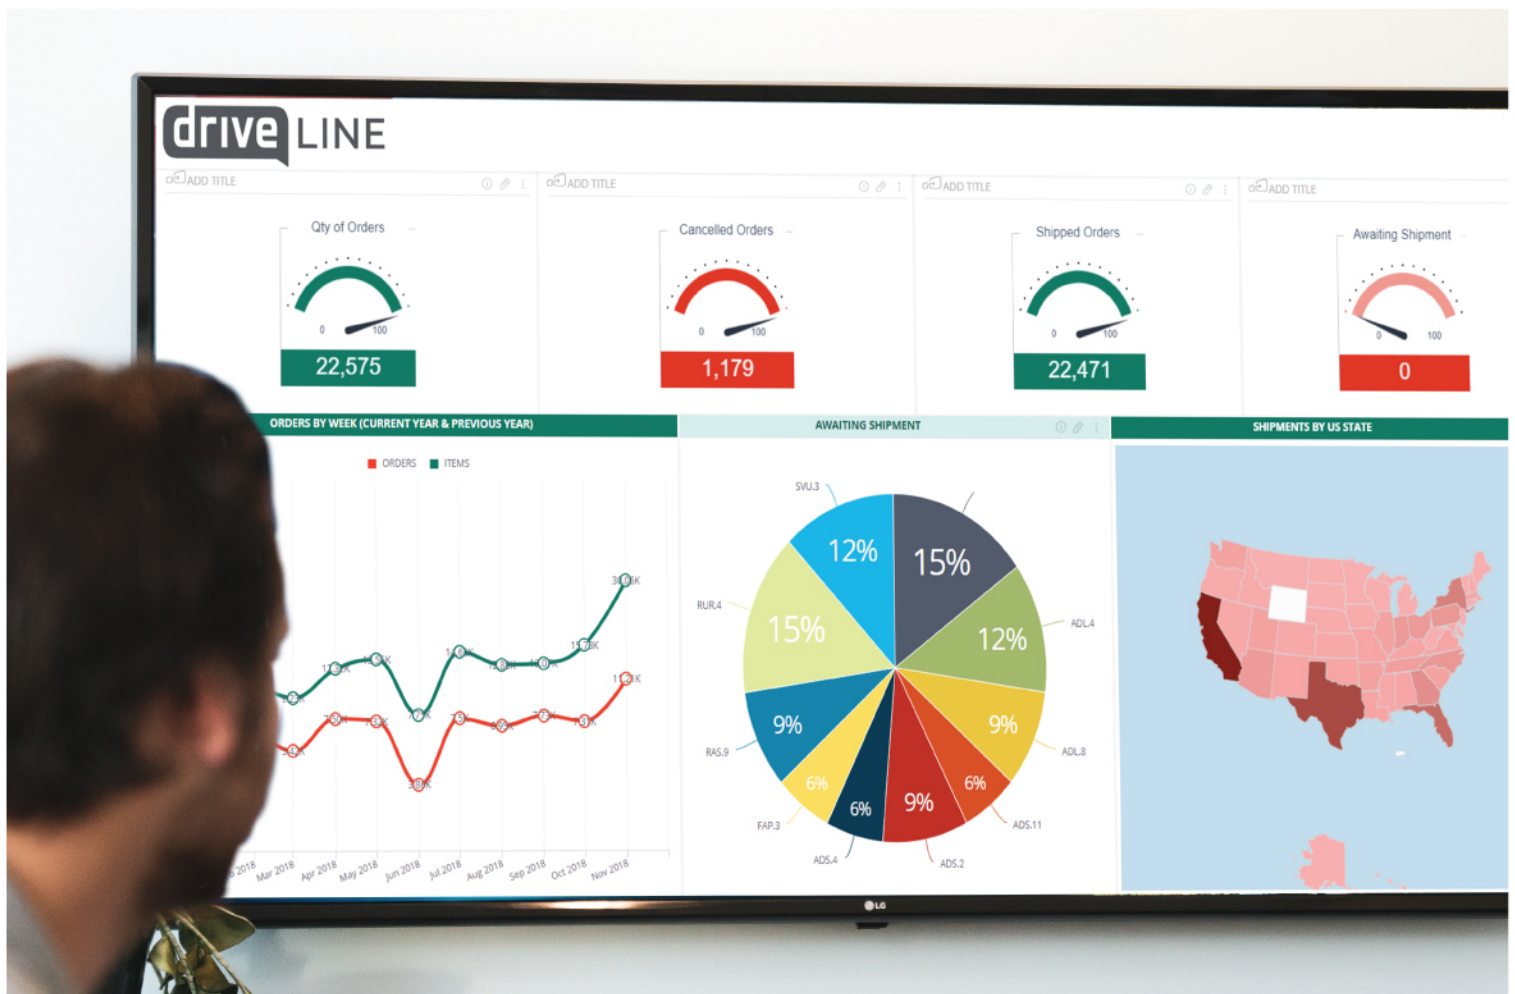 drive LINE
ADD TITLE
ADD TITLE
ADD TITLE
ADD TITLE
Qty of Orders
0 100
22,575
Cancelled Orders
0 100
1,179
Shipped Orders
0 100
22,471
Awaiting Shipment
0 100
0
ORDERS BY WEEK (CURRENT YEAR & PREVIOUS YEAR)
ORDERS ITEMS
30.06K
11.21K
2018
Mar 2018
Apr 2018
May 2018
Jun 2018
Jul 2018
Aug 2018
Sep 2018
Oct 2018
Nov 2018
AWAITING SHIPMENT
SVU.3
12%
15%
RUR.4
15%
ADL.4
12%
RAS.9
9%
ADL.8
9%
FAP.3
6%
ADS.4
6%
ADS.2
9%
ADS.11
6%
SHIPMENTS BY US STATE
LG